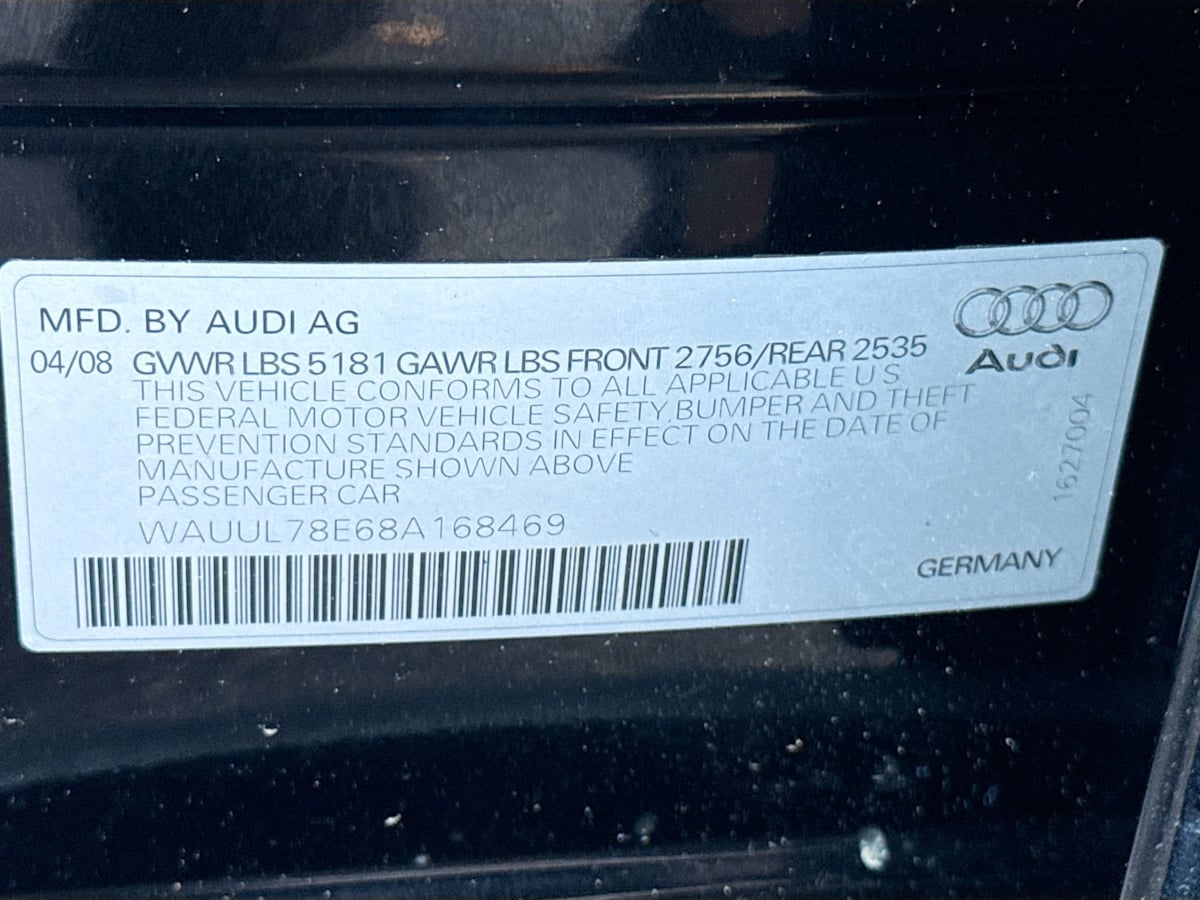 MFD. BY AUDI AG
04/08 GVWR LBS 5181 GAWR LBS FRONT 2756/REAR 2535
THIS VEHICLE CONFORMS TO ALL APPLICABLE U S
FEDERAL MOTOR VEHICLE SAFETY, BUMPER AND THEFT
PREVENTION STANDARDS IN EFFECT ON THE DATE OF
MANUFACTURE SHOWN ABOVE
PASSENGER CAR
WAUUL78E68A168469
Audi
1627004
GERMANY